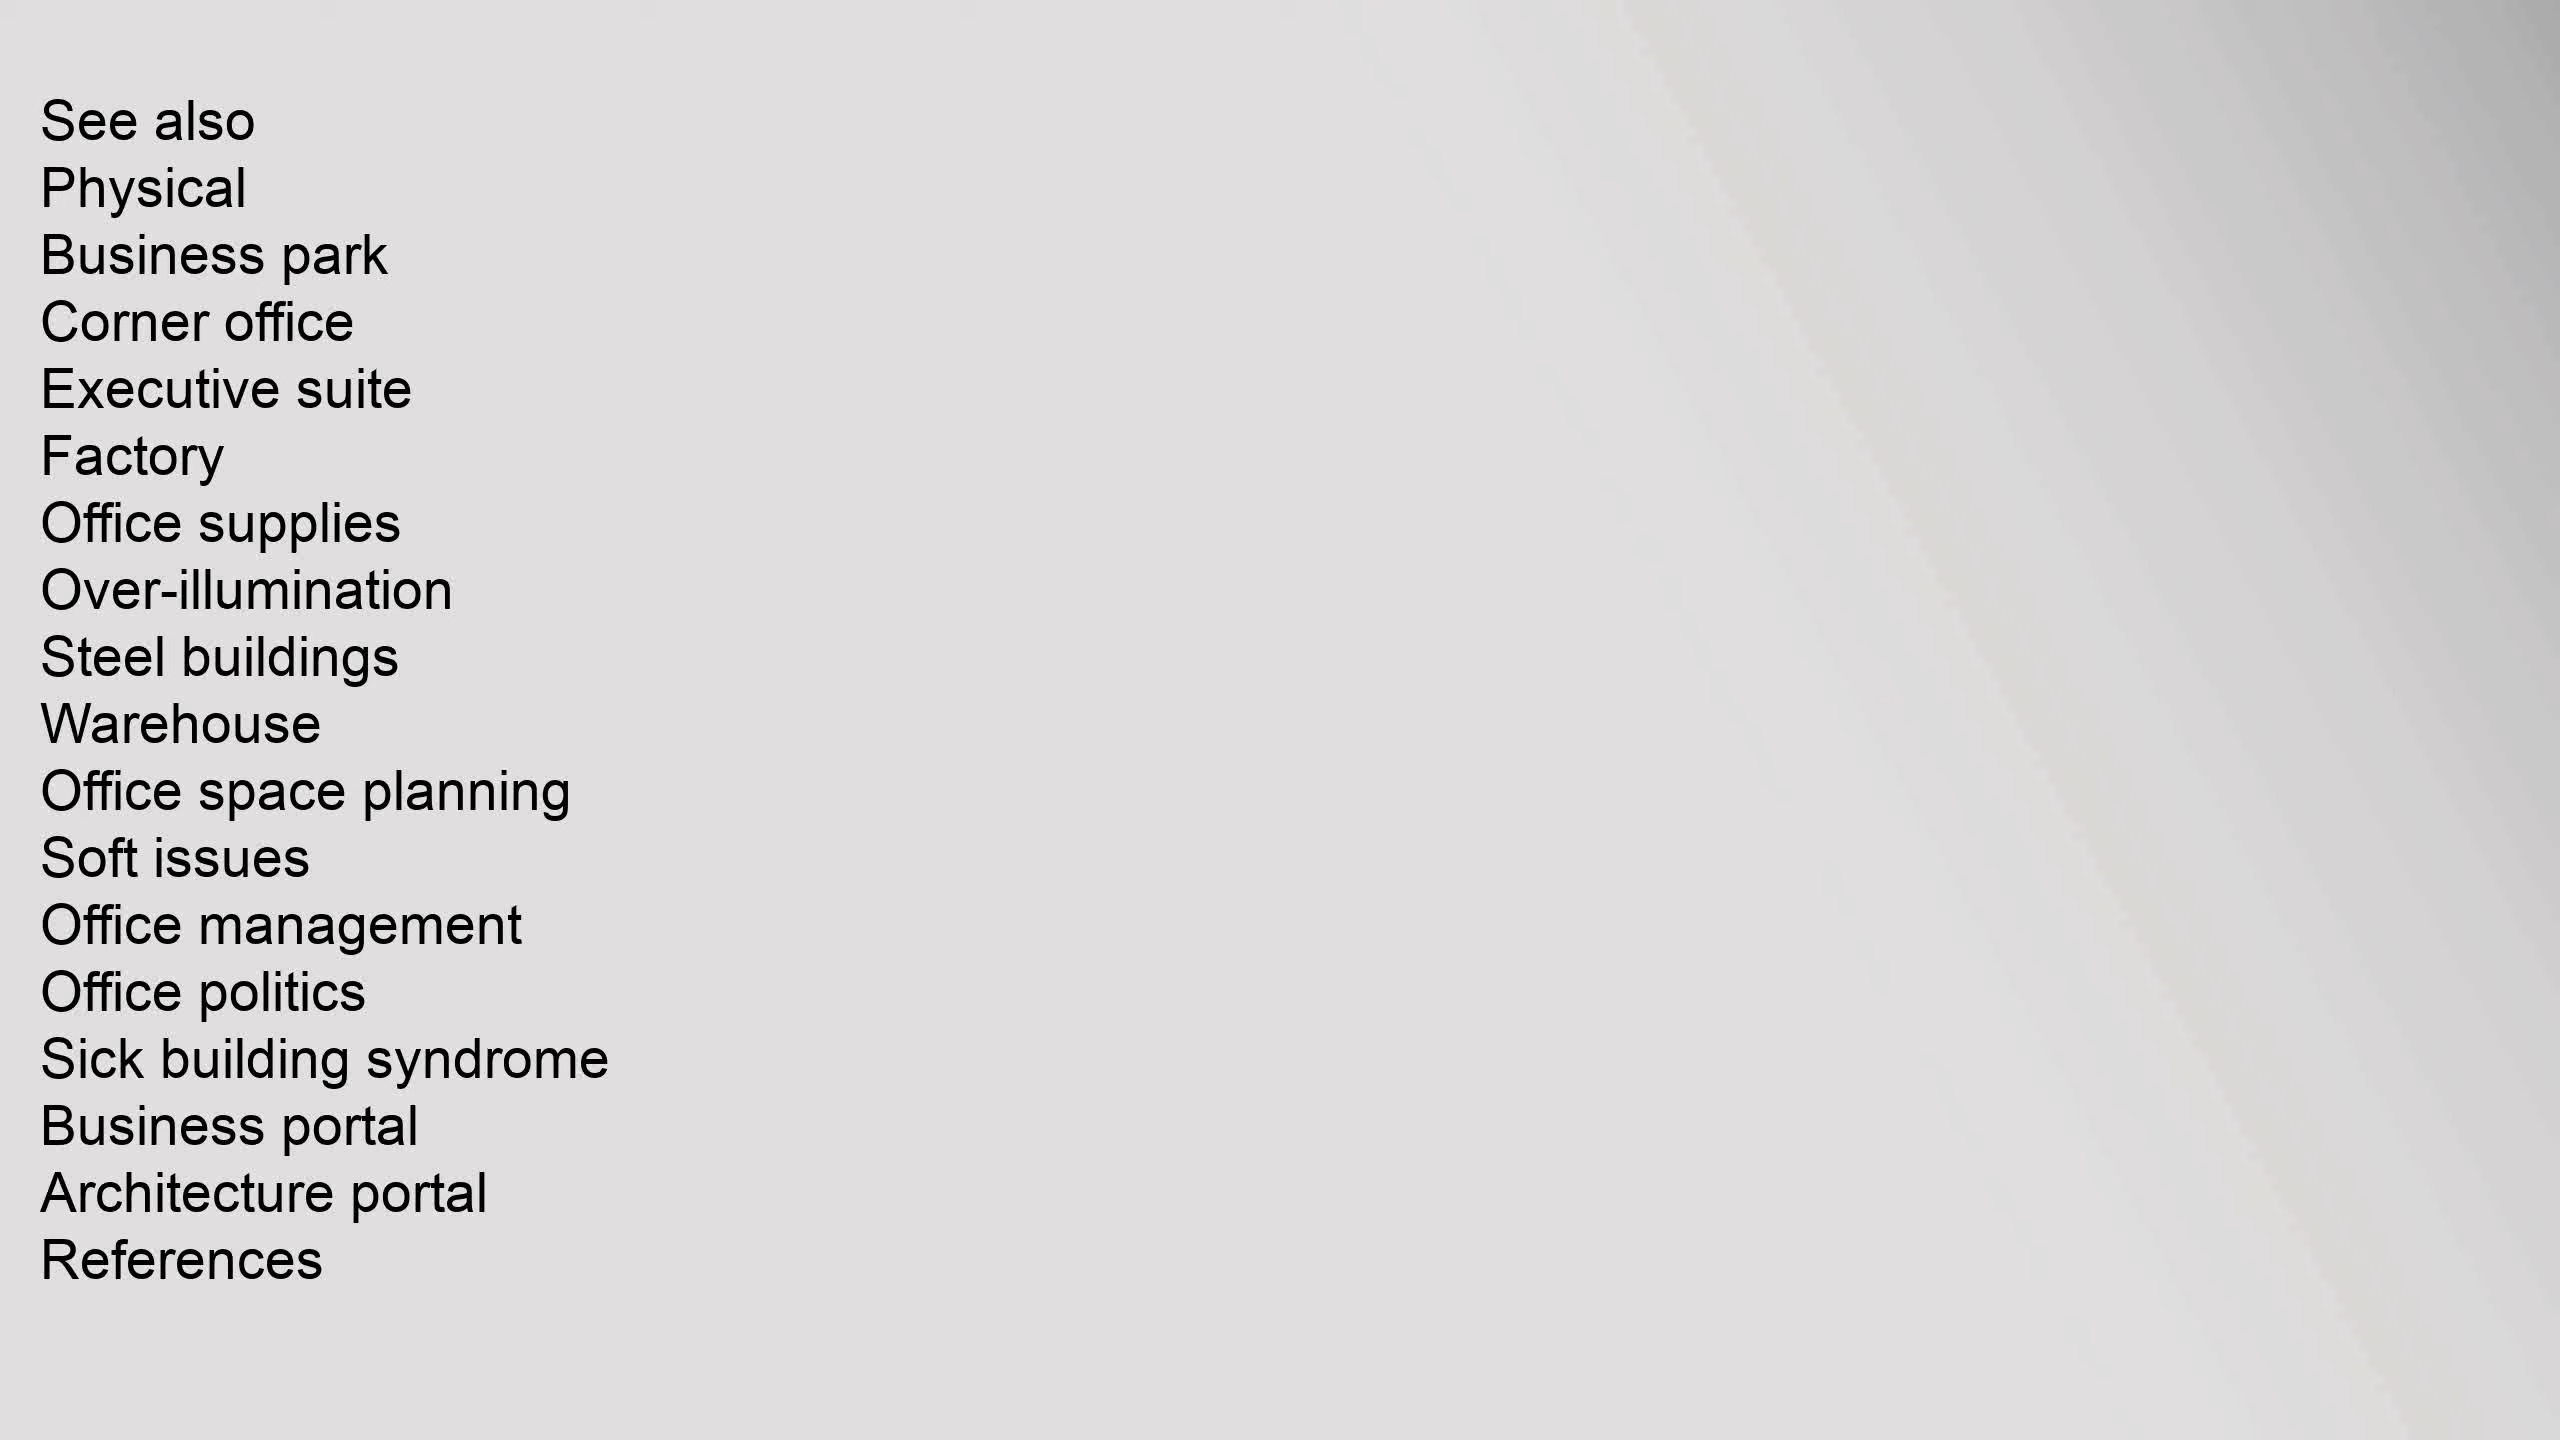 See also
Physical
Business park
Corner office
Executive suite
Factory
Office supplies
Over-illumination
Steel buildings
Warehouse
Office space planning
Soft issues
Office management
Office politics
Sick building syndrome
Business portal
Architecture portal
References